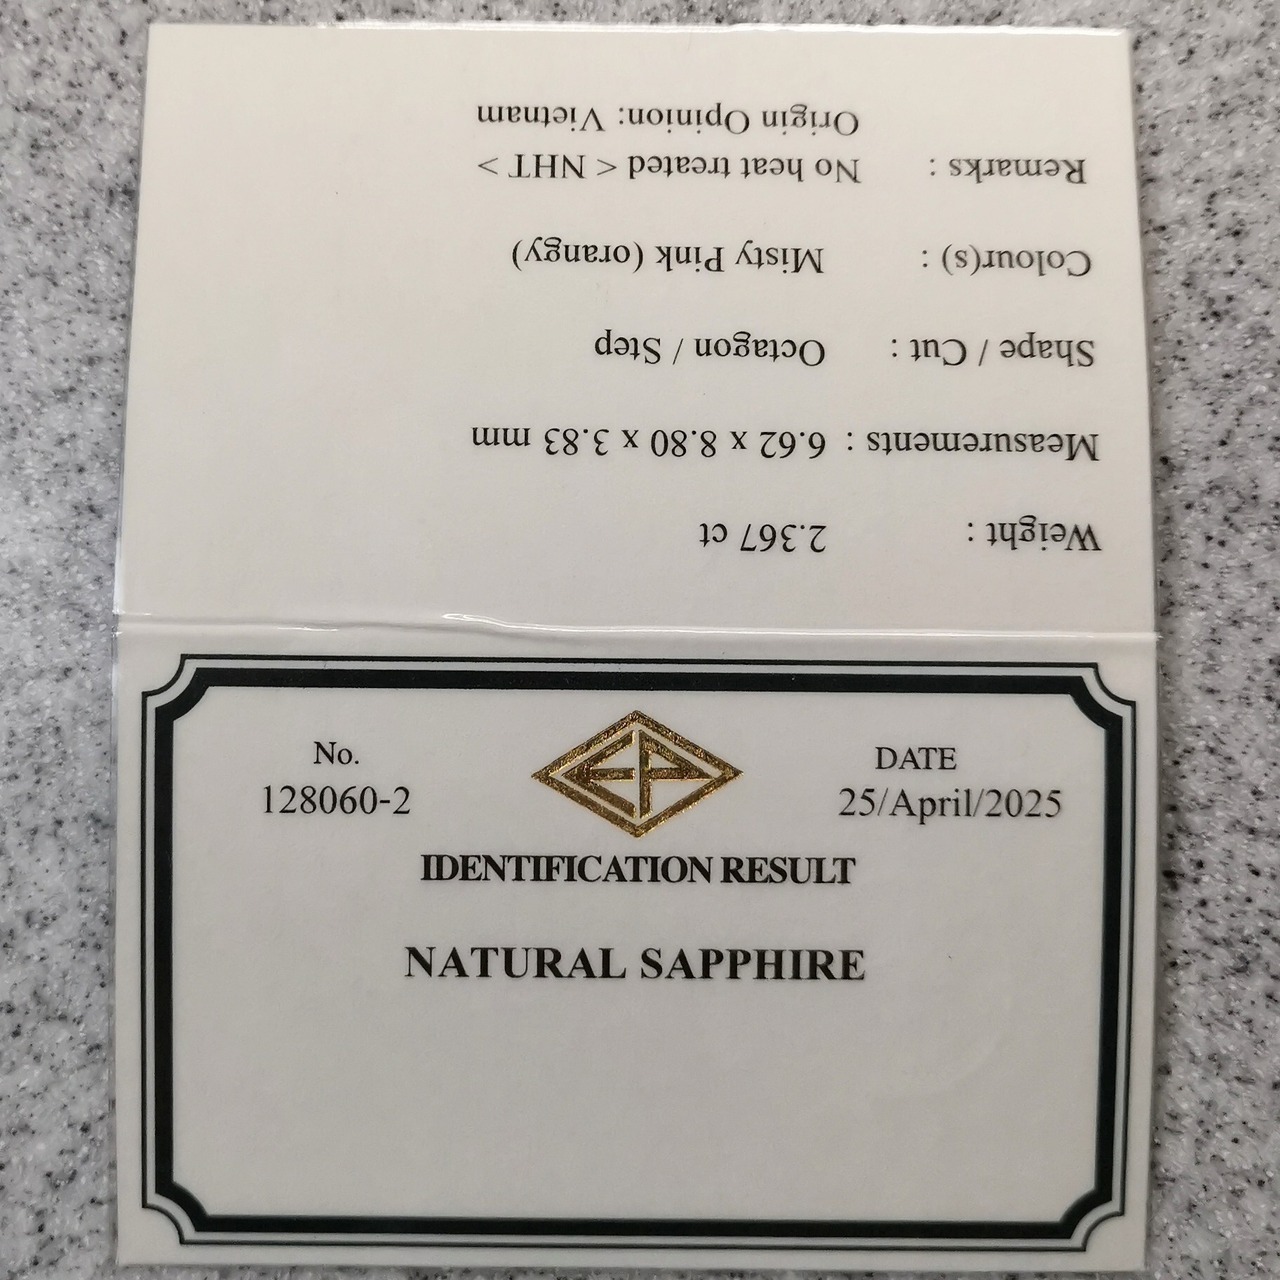 Weight : 2.367 ct
Measurements : 6.62 x 8.80 x 3.83 mm
Shape / Cut : Octagon / Step
Colour(s) : Misty Pink (orangy)
Remarks : No heat treated < NHT >
Origin Opinion: Vietnam
No. DATE
128060-2 25/April/2025
IDENTIFICATION RESULT
NATURAL SAPPHIRE